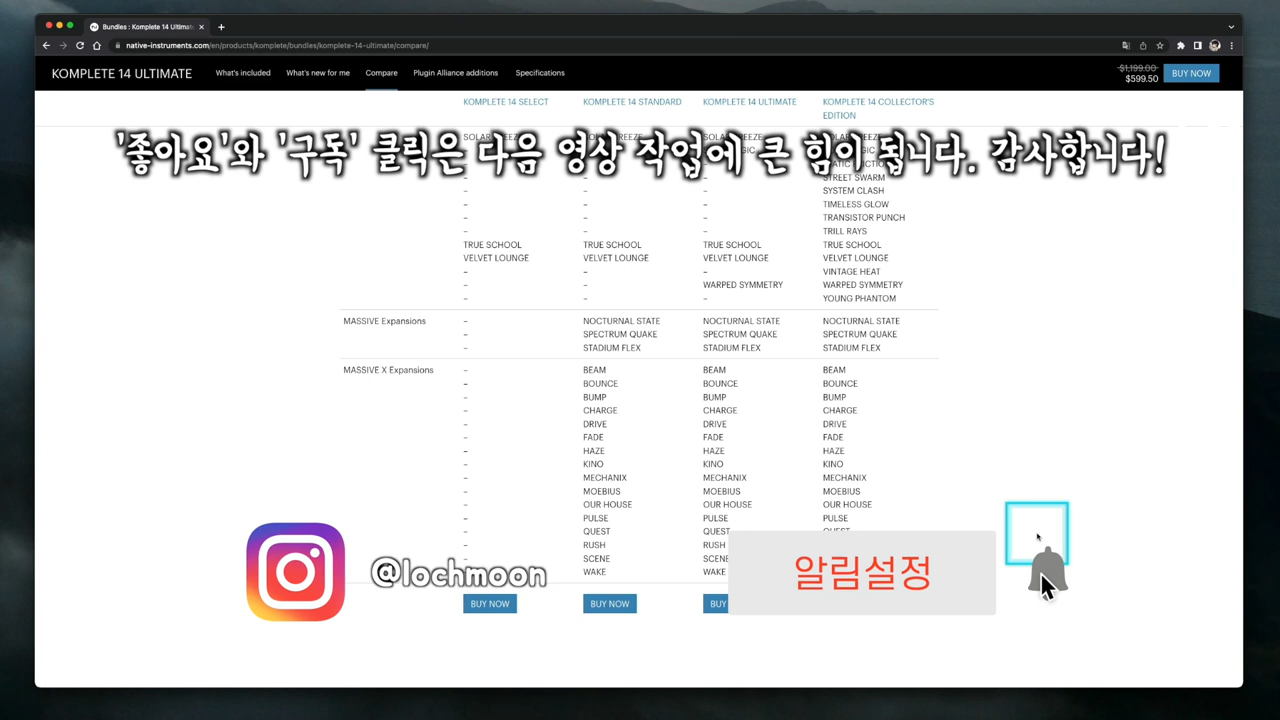 Bundles : Komplete 14 Ultimate
native-instruments.com/en/products/komplete/bundles/komplete-14-ultimate/compare/
KOMPLETE 14 ULTIMATE What's included What's new for me Compare Plugin Alliance additions Specifications $1,199.00 $599.50 BUY NOW
KOMPLETE 14 SELECT KOMPLETE 14 STANDARD KOMPLETE 14 ULTIMATE KOMPLETE 14 COLLECTOR'S EDITION
'좋아요'와 '구독' 클릭은 다음 영상 작업에 큰 힘이 됩니다. 감사합니다!
– – – STREET SWARM
– – – SYSTEM CLASH
– – – TIMELESS GLOW
– – – TRANSISTOR PUNCH
– – – TRILL RAYS
TRUE SCHOOL TRUE SCHOOL TRUE SCHOOL TRUE SCHOOL
VELVET LOUNGE VELVET LOUNGE VELVET LOUNGE VELVET LOUNGE
– – – VINTAGE HEAT
– – WARPED SYMMETRY WARPED SYMMETRY
– – – YOUNG PHANTOM
MASSIVE Expansions – NOCTURNAL STATE NOCTURNAL STATE NOCTURNAL STATE
– SPECTRUM QUAKE SPECTRUM QUAKE SPECTRUM QUAKE
– STADIUM FLEX STADIUM FLEX STADIUM FLEX
MASSIVE X Expansions – BEAM BEAM BEAM
– BOUNCE BOUNCE BOUNCE
– BUMP BUMP BUMP
– CHARGE CHARGE CHARGE
– DRIVE DRIVE DRIVE
– FADE FADE FADE
– HAZE HAZE HAZE
– KINO KINO KINO
– MECHANIX MECHANIX MECHANIX
– MOEBIUS MOEBIUS MOEBIUS
– OUR HOUSE OUR HOUSE OUR HOUSE
– PULSE PULSE PULSE
– QUEST QUEST QUEST
– RUSH RUSH
– SCENE SCENE
– WAKE WAKE
@lochmoon
알림설정
BUY NOW BUY NOW BUY